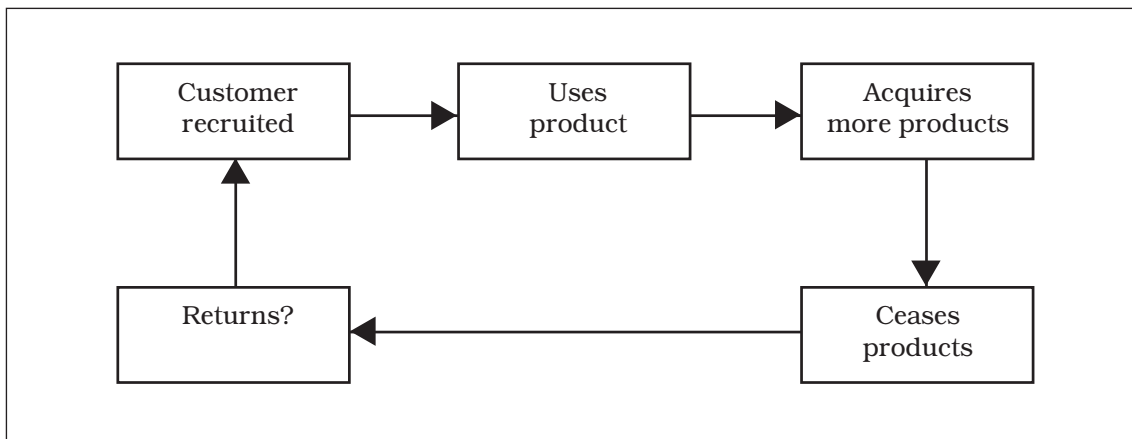 Customer
recruited
Uses
product
Acquires
more products
Returns?
Ceases
products